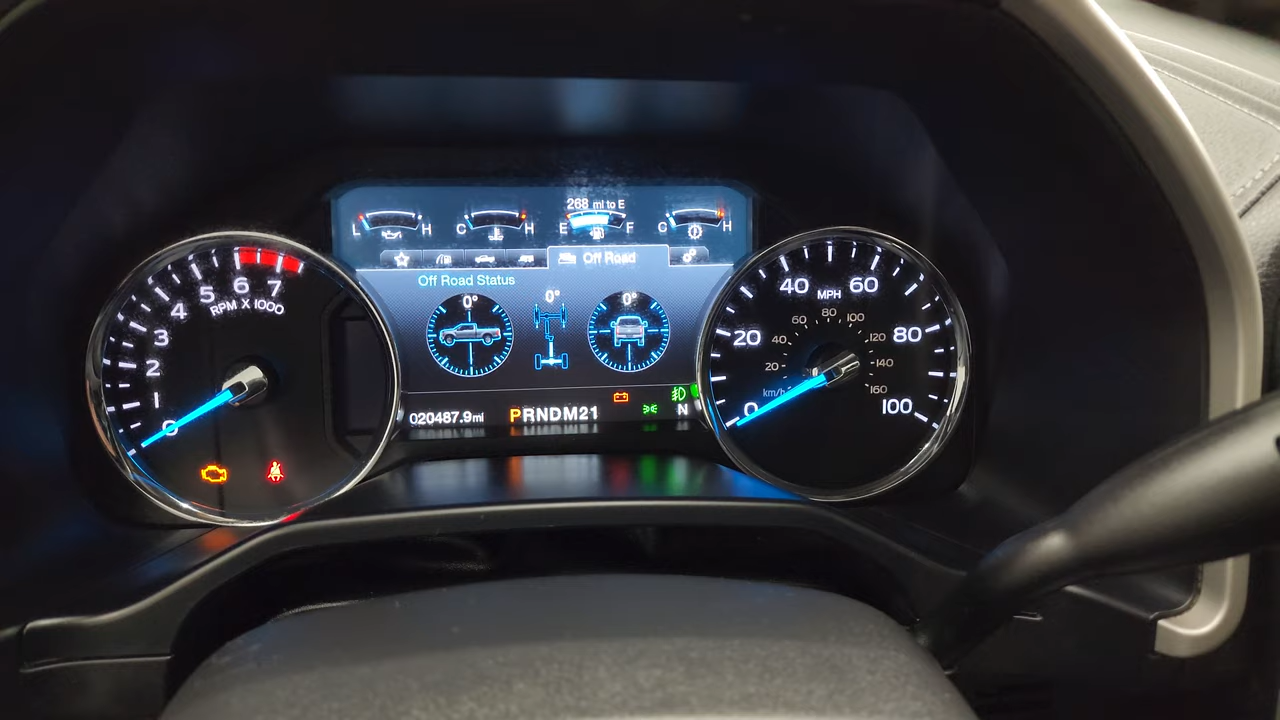 268 mi to E
L H C H E F C H
Off Road
Off Road Status
0° 0° 0°
020487.9mi PRNDM21 N
0 1 2 3 4 5 6 7
RPM X 1000
0 20 40 60 80 100
MPH
20 40 60 80 100 120 140 160
km/h